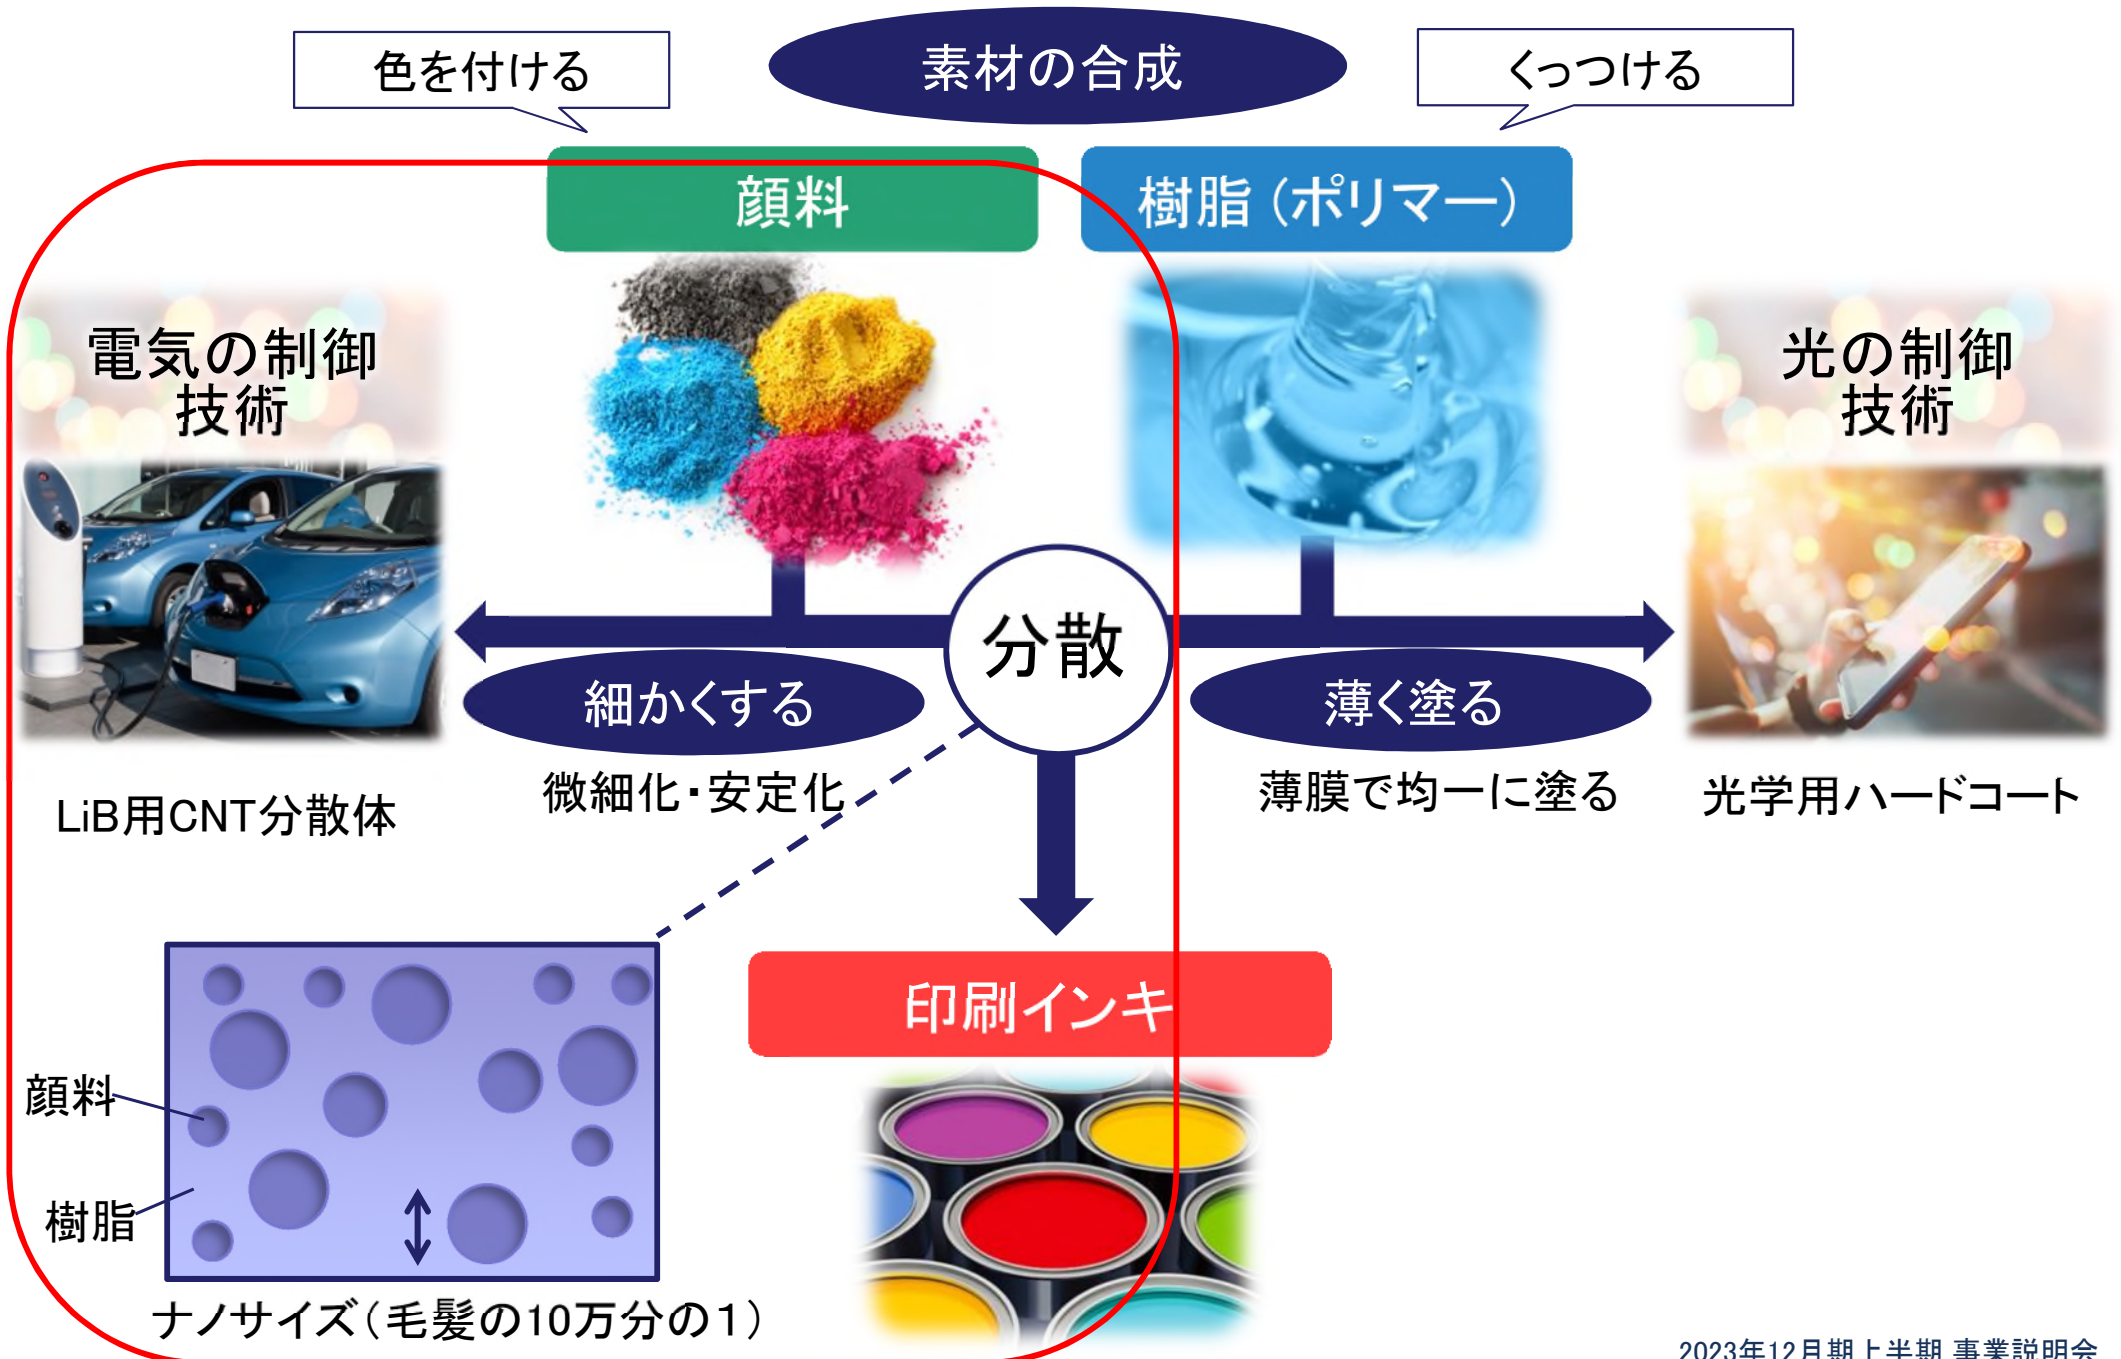 素材の合成
色を付ける
くっつける
顔料
樹脂(ポリマー)
電気の制御
技術
光の制御
技術
分散
細かくする
薄く塗る
微細化・安定化
薄膜で均一に塗る
LiB用CNT分散体
光学用ハードコート
印刷インキ
顔料
樹脂
ナノサイズ(毛髪の10万分の1)
2023年12月期上半期 事業説明会